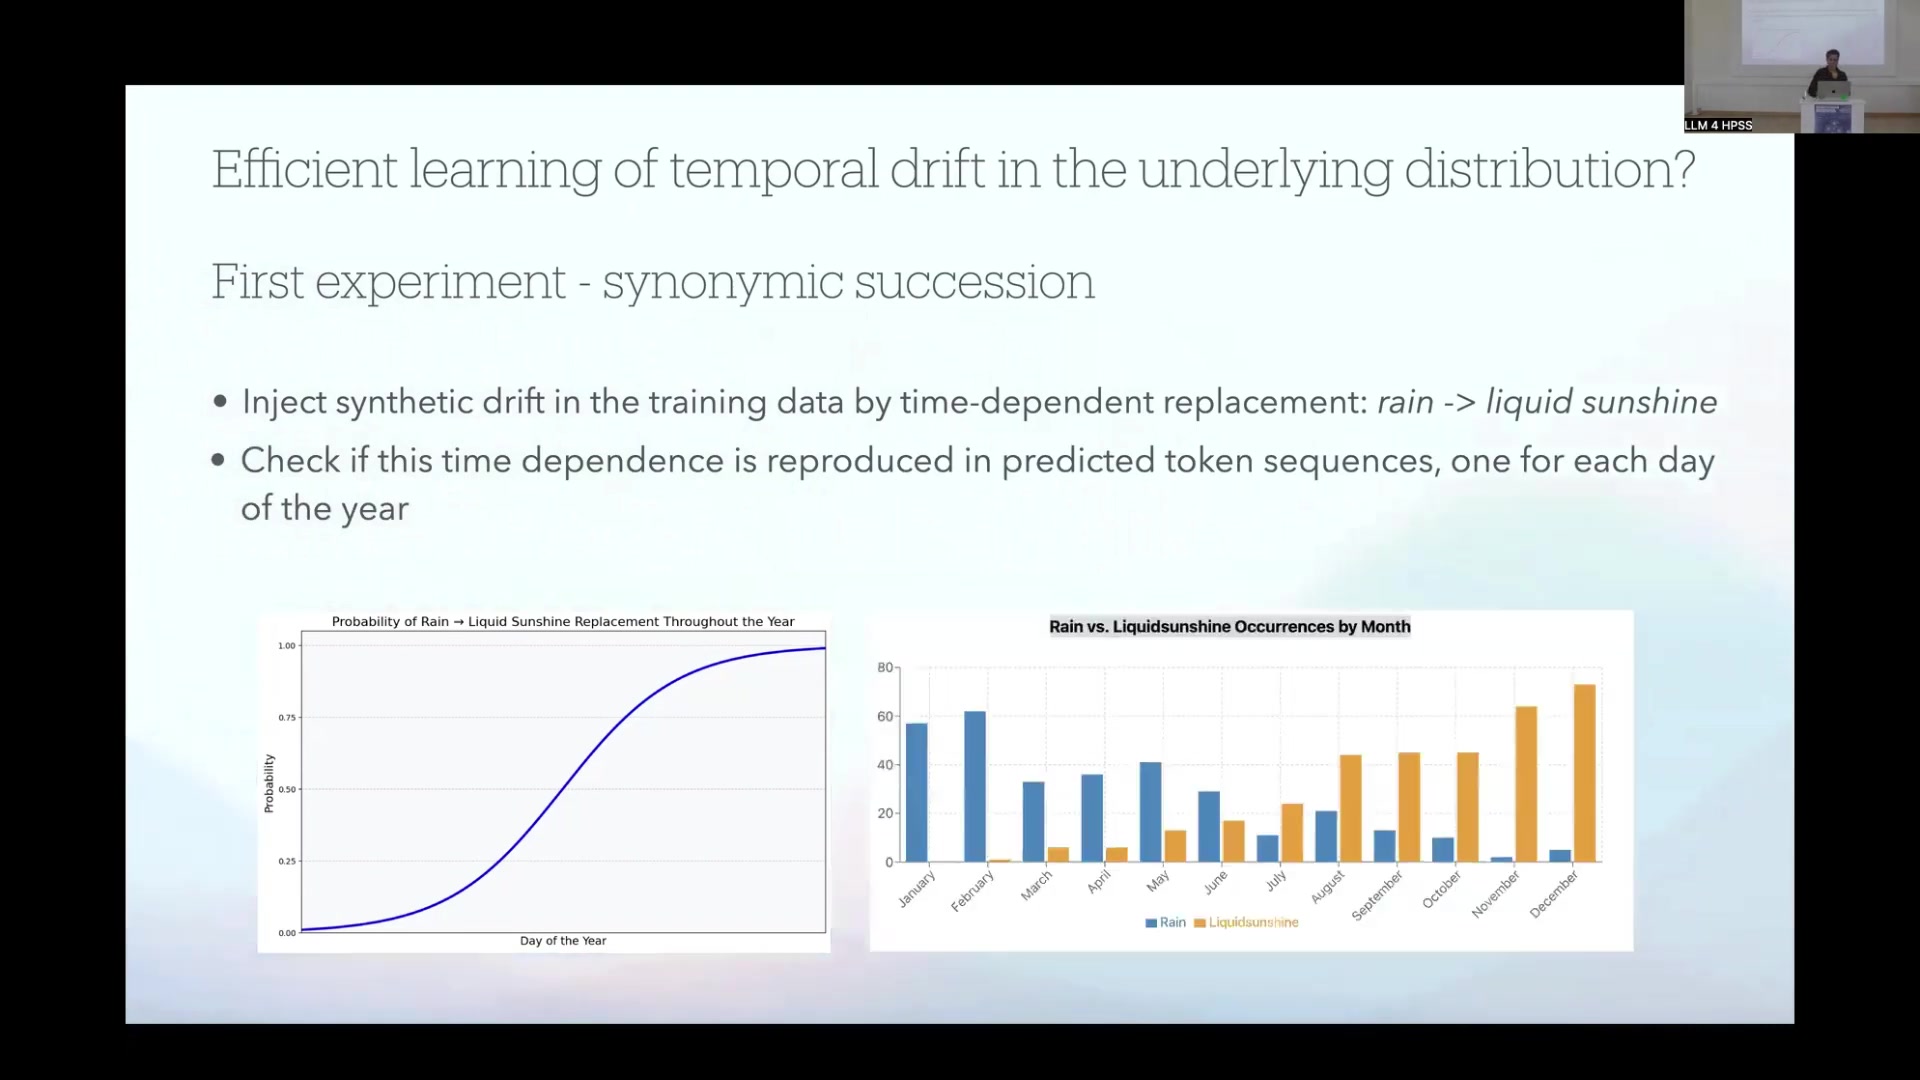 LLM 4 HPSS
Efficient learning of temporal drift in the underlying distribution?
First experiment - synonymic succession
• Inject synthetic drift in the training data by time-dependent replacement: rain -> liquid sunshine
• Check if this time dependence is reproduced in predicted token sequences, one for each day
of the year
Probability of Rain → Liquid Sunshine Replacement Throughout the Year
1.00
0.75
0.50
0.25
0.00
Probability
Day of the Year
Rain vs. Liquidsunshine Occurrences by Month
80
60
40
20
0
January
February
March
April
May
June
July
August
September
October
November
December
Rain
Liquidsunshine